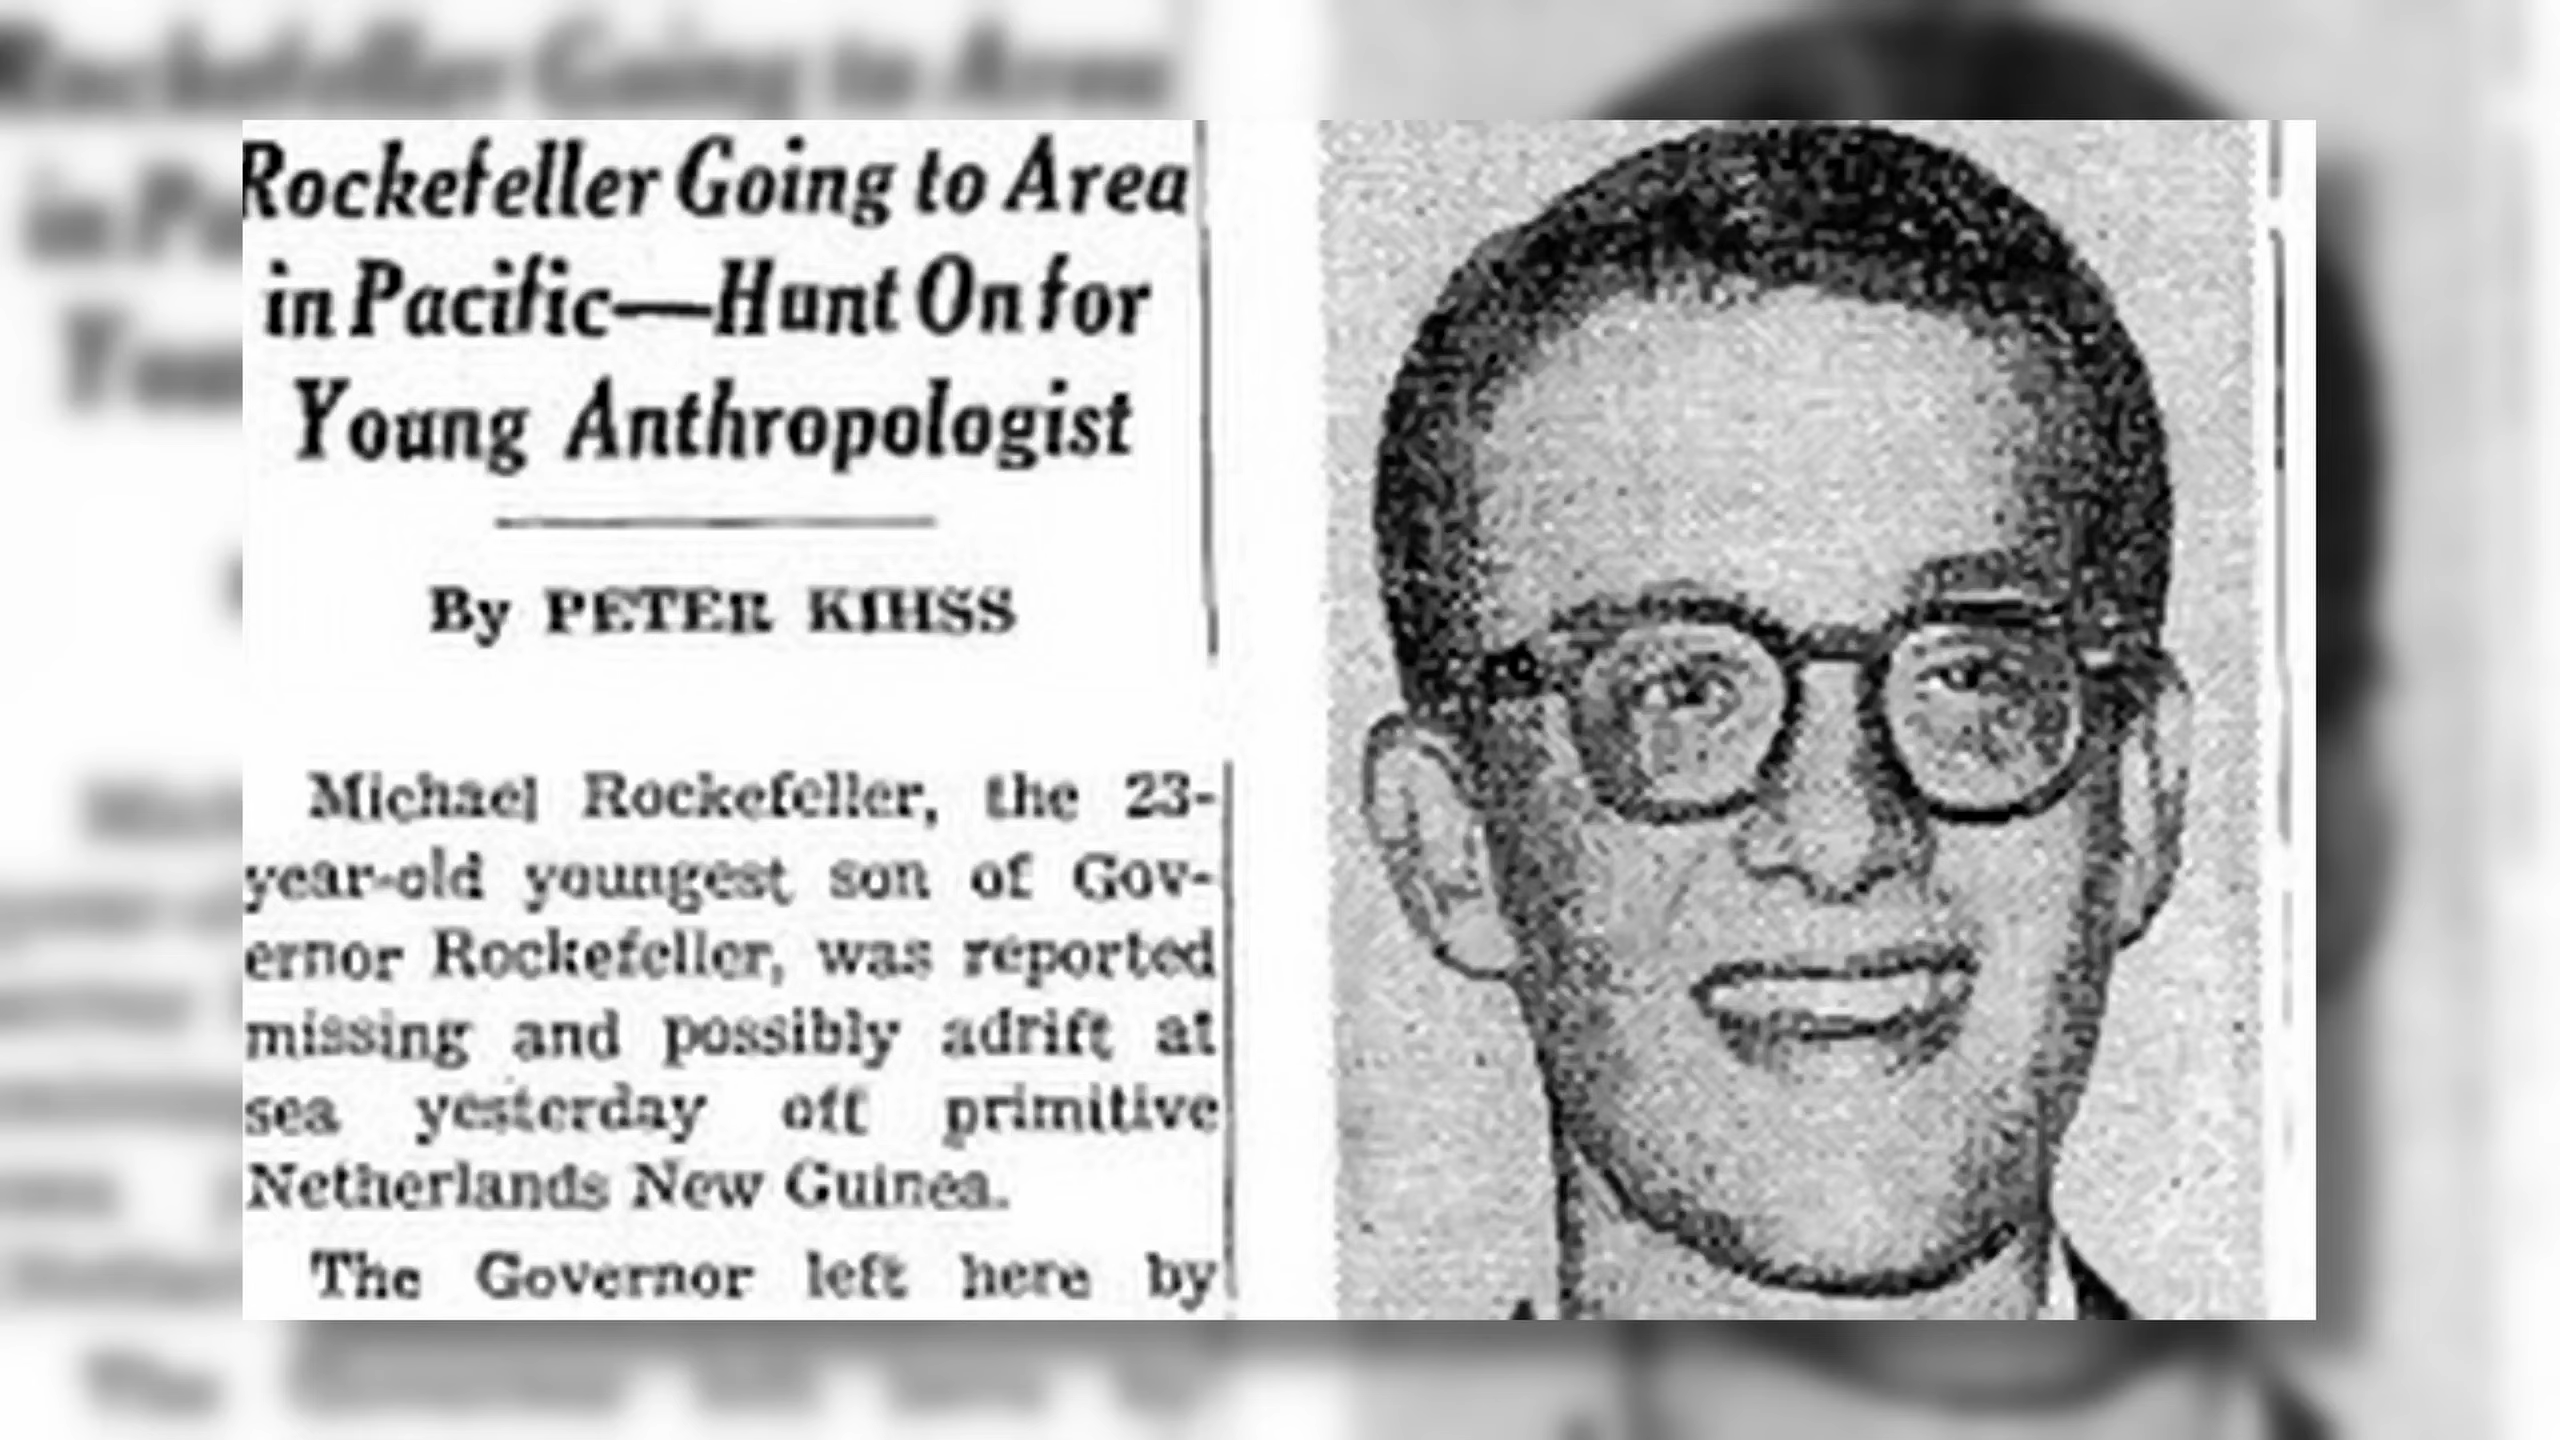 Rockefeller Going to Area
in Pacific—Hunt On for
Young Anthropologist
By PETER KIHSS
Michael Rockefeller, the 23-
year-old youngest son of Gov-
ernor Rockefeller, was reported
missing and possibly adrift at
sea yesterday off primitive
Netherlands New Guinea.
The Governor left here by